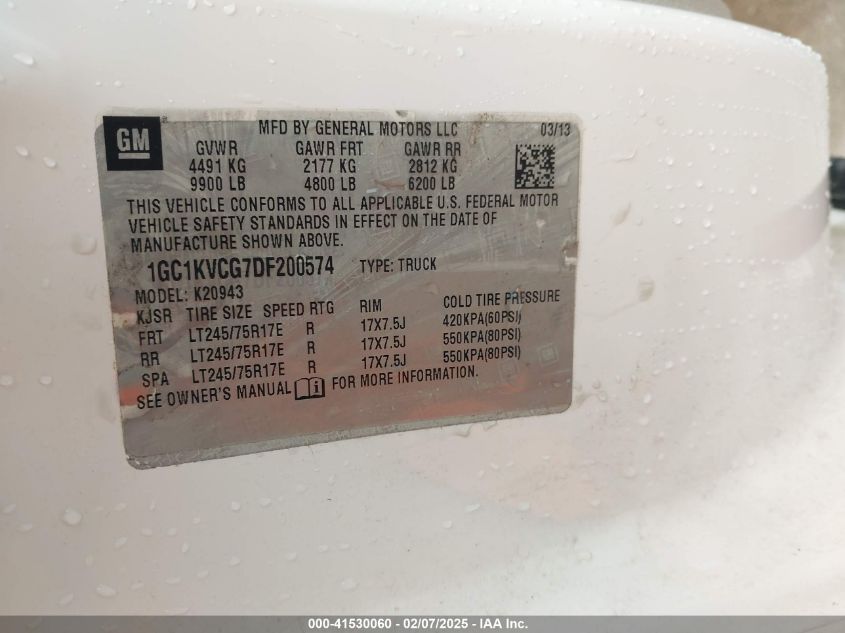 GM
MFD BY GENERAL MOTORS LLC 03/13
GVWR GAWR FRT GAWR RR
4491 KG 2177 KG 2812 KG
9900 LB 4800 LB 6200 LB
THIS VEHICLE CONFORMS TO ALL APPLICABLE U.S. FEDERAL MOTOR
VEHICLE SAFETY STANDARDS IN EFFECT ON THE DATE OF
MANUFACTURE SHOWN ABOVE.
1GC1KVCG7DF200574 TYPE: TRUCK
MODEL: K20943
KJSR TIRE SIZE SPEED RTG RIM COLD TIRE PRESSURE
FRT LT245/75R17E R 17X7.5J 420KPA(60PSI)
RR LT245/75R17E R 17X7.5J 550KPA(80PSI)
SPA LT245/75R17E R 17X7.5J 550KPA(80PSI)
SEE OWNER'S MANUAL FOR MORE INFORMATION.
000-41530060 - 02/07/2025 - IAA Inc.